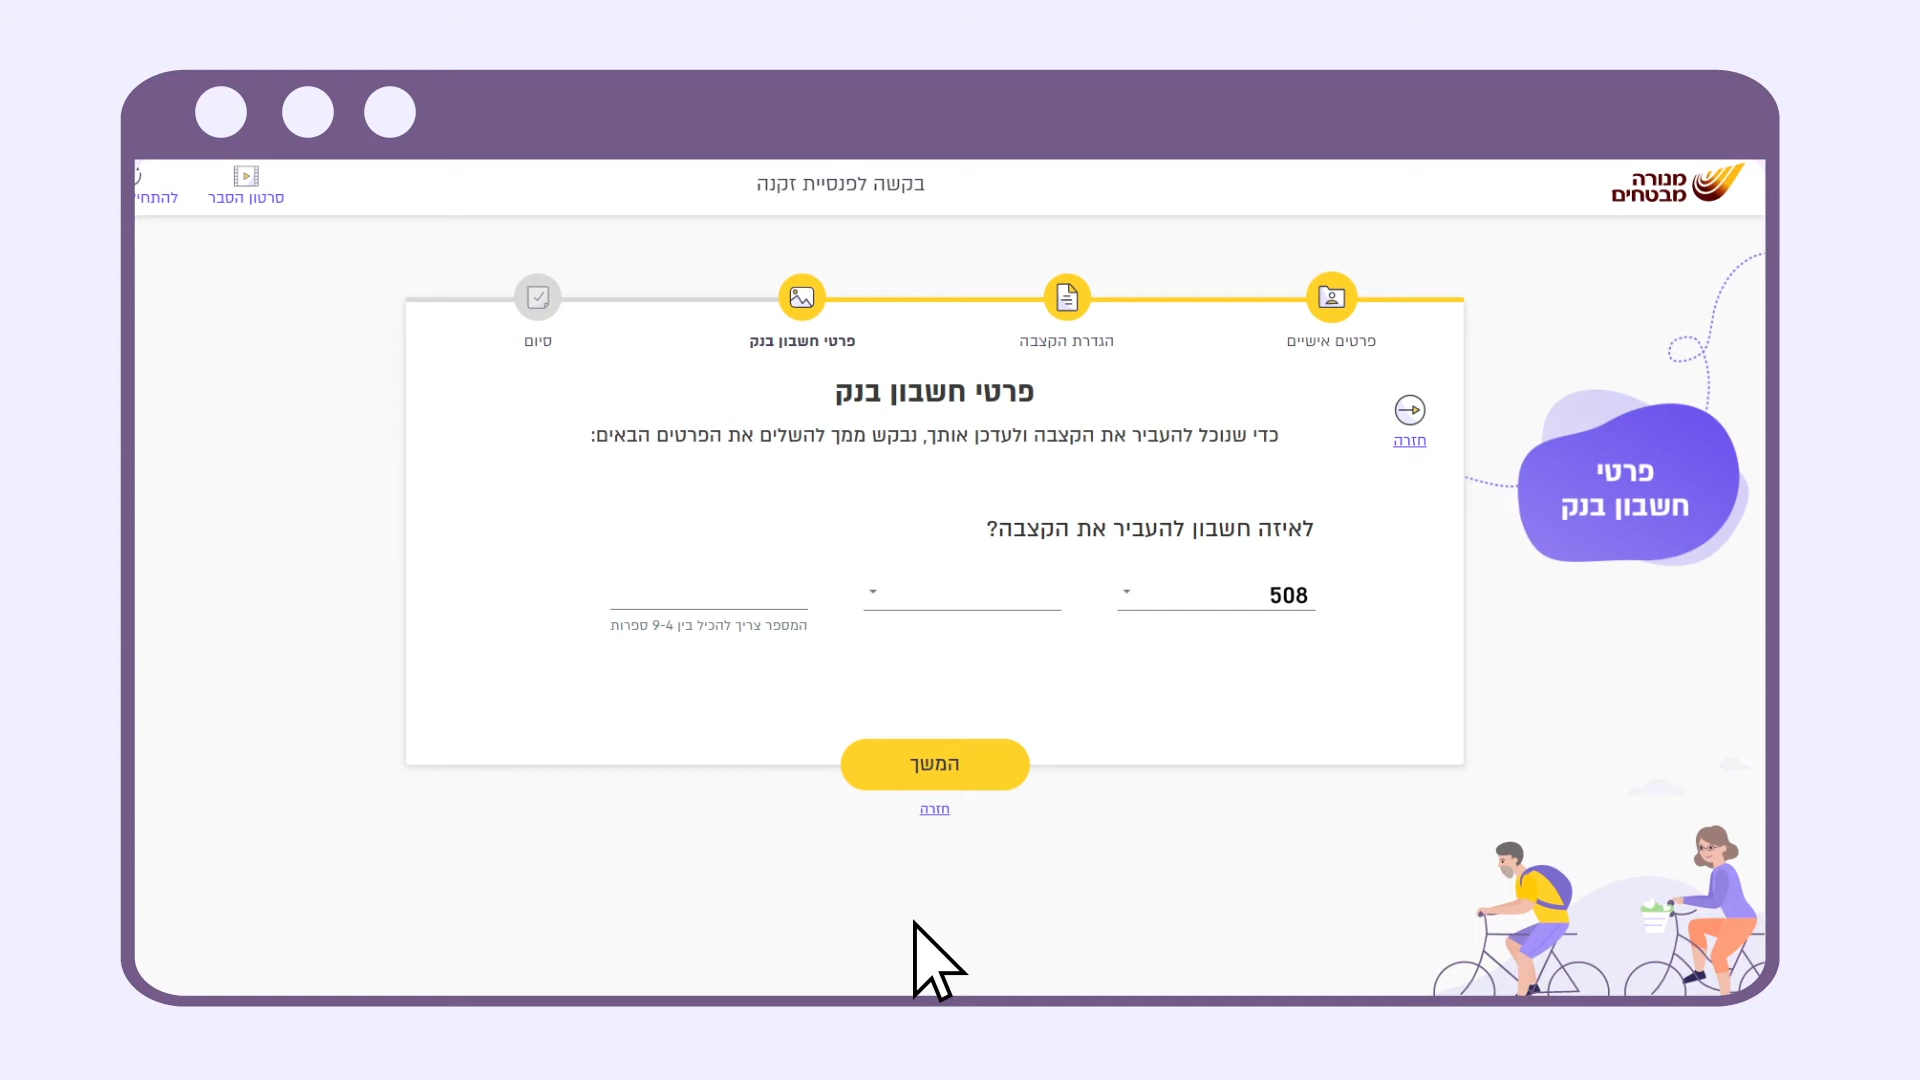 מנורה
מבטחים
בקשה לפנסיית זקנה
סרטון הסבר
פרטים אישיים
הגדרת הקצבה
פרטי חשבון בנק
סיום
פרטי חשבון בנק
חזרה
כדי שנוכל להעביר את הקצבה ולעדכן אותך, נבקש ממך להשלים את הפרטים הבאים:
פרטי
חשבון בנק
לאיזה חשבון להעביר את הקצבה?
508
המספר צריך להכיל בין 9-4 ספרות
המשך
חזרה